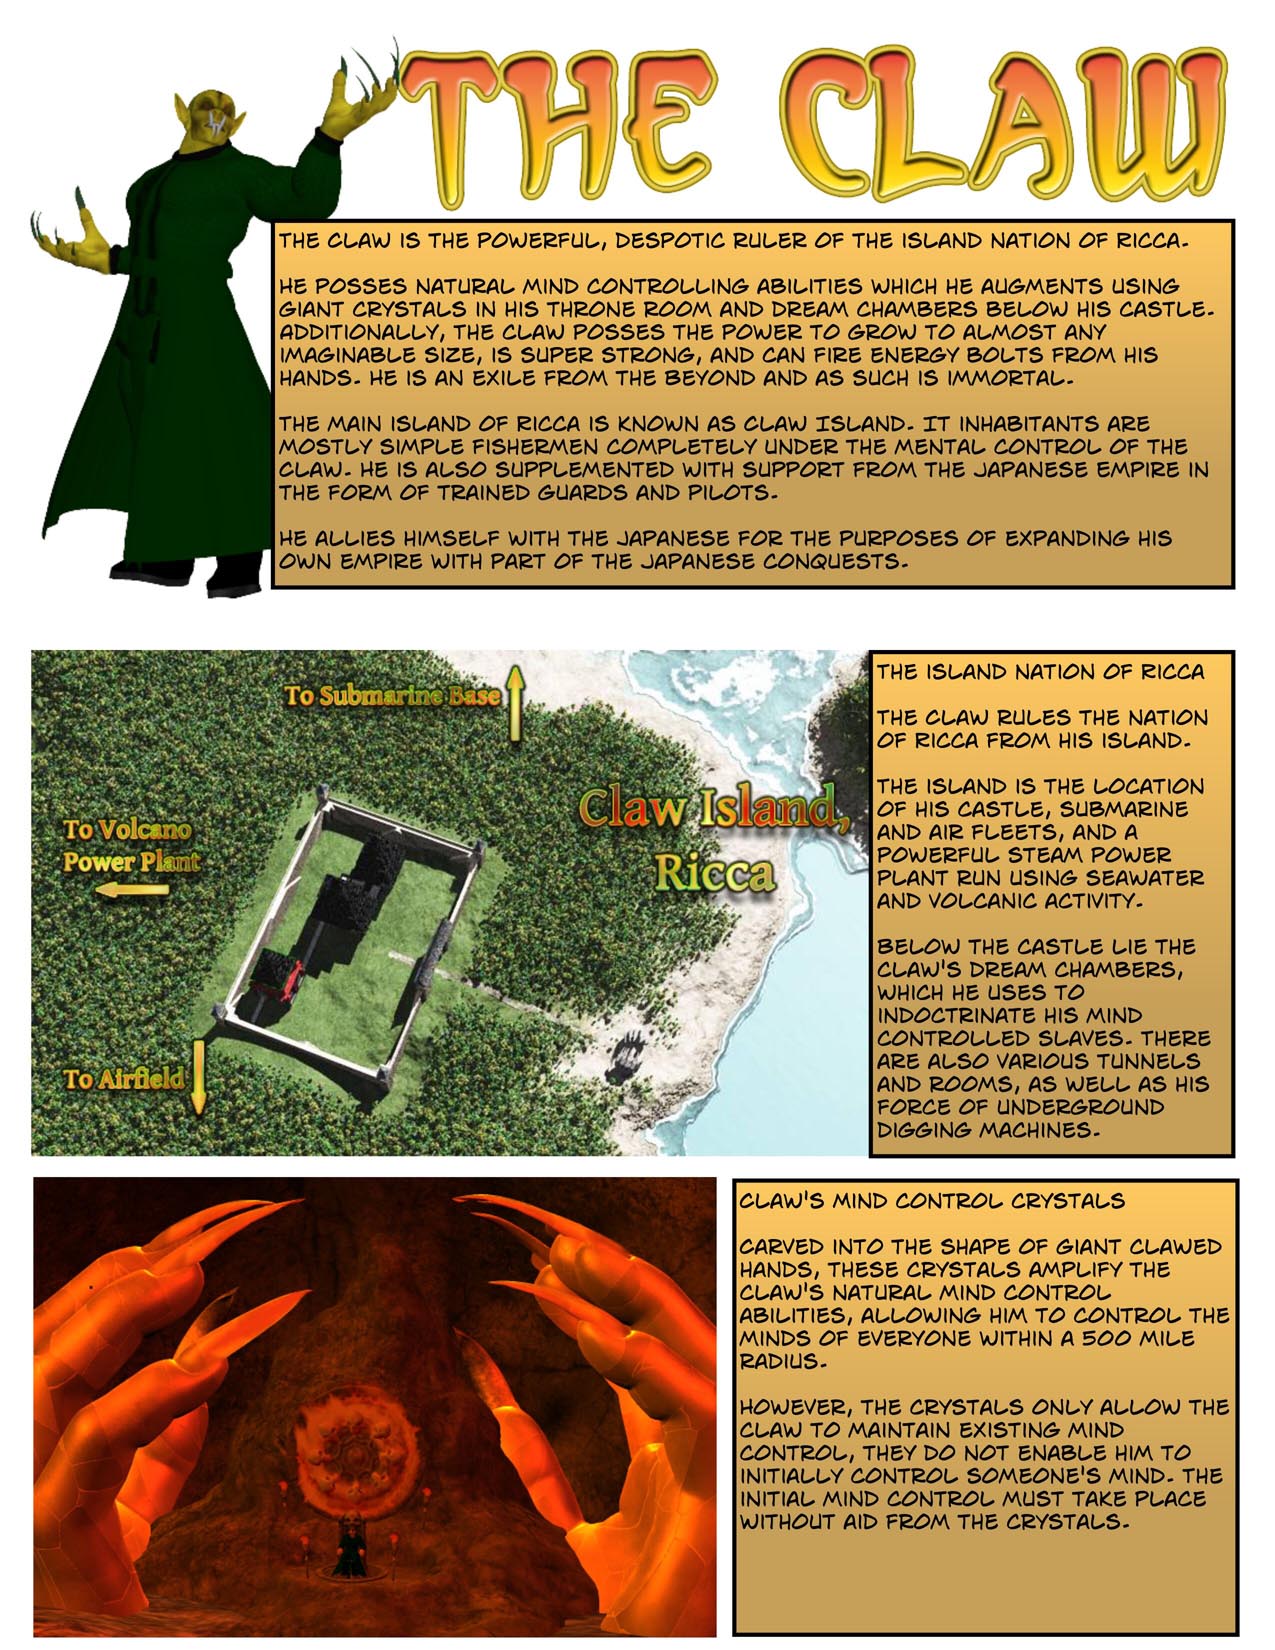 THE CLAW
THE CLAW IS THE POWERFUL, DESPOTIC RULER OF THE ISLAND NATION OF RICCA.
HE POSSES NATURAL MIND CONTROLLING ABILITIES WHICH HE AUGMENTS USING
GIANT CRYSTALS IN HIS THRONE ROOM AND DREAM CHAMBERS BELOW HIS CASTLE.
ADDITIONALLY, THE CLAW POSSES THE POWER TO GROW TO ALMOST ANY
IMAGINABLE SIZE, IS SUPER STRONG, AND CAN FIRE ENERGY BOLTS FROM HIS
HANDS. HE IS AN EXILE FROM THE BEYOND AND AS SUCH IS IMMORTAL.
THE MAIN ISLAND OF RICCA IS KNOWN AS CLAW ISLAND. IT INHABITANTS ARE
MOSTLY SIMPLE FISHERMEN COMPLETELY UNDER THE MENTAL CONTROL OF THE
CLAW. HE IS ALSO SUPPLEMENTED WITH SUPPORT FROM THE JAPANESE EMPIRE IN
THE FORM OF TRAINED GUARDS AND PILOTS.
HE ALLIES HIMSELF WITH THE JAPANESE FOR THE PURPOSES OF EXPANDING HIS
OWN EMPIRE WITH PART OF THE JAPANESE CONQUESTS.
To Submarine Base
Claw Island,
Ricca
To Volcano
Power Plant
To Airfield
THE ISLAND NATION OF RICCA
THE CLAW RULES THE NATION
OF RICCA FROM HIS ISLAND.
THE ISLAND IS THE LOCATION
OF HIS CASTLE, SUBMARINE
AND AIR FLEETS, AND A
POWERFUL STEAM POWER
PLANT RUN USING SEAWATER
AND VOLCANIC ACTIVITY.
BELOW THE CASTLE LIE THE
CLAW'S DREAM CHAMBERS,
WHICH HE USES TO
INDOCTRINATE HIS MIND
CONTROLLED SLAVES. THERE
ARE ALSO VARIOUS TUNNELS
AND ROOMS, AS WELL AS HIS
FORCE OF UNDERGROUND
DIGGING MACHINES.
CLAW'S MIND CONTROL CRYSTALS
CARVED INTO THE SHAPE OF GIANT CLAWED
HANDS, THESE CRYSTALS AMPLIFY THE
CLAW'S NATURAL MIND CONTROL
ABILITIES, ALLOWING HIM TO CONTROL THE
MINDS OF EVERYONE WITHIN A 500 MILE
RADIUS.
HOWEVER, THE CRYSTALS ONLY ALLOW THE
CLAW TO MAINTAIN EXISTING MIND
CONTROL, THEY DO NOT ENABLE HIM TO
INITIALLY CONTROL SOMEONE'S MIND. THE
INITIAL MIND CONTROL MUST TAKE PLACE
WITHOUT AID FROM THE CRYSTALS.